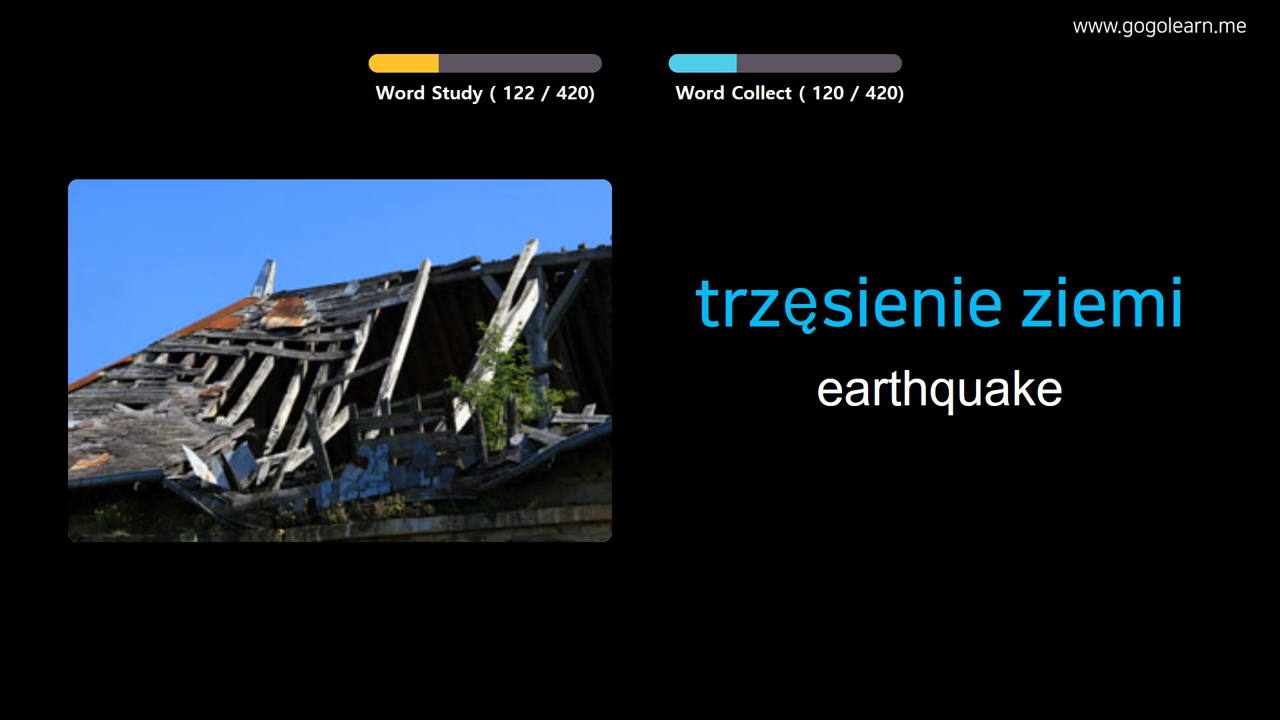 www.gogolearn.me
Word Study ( 122 / 420)
Word Collect ( 120 / 420)
trzęsienie ziemi
earthquake